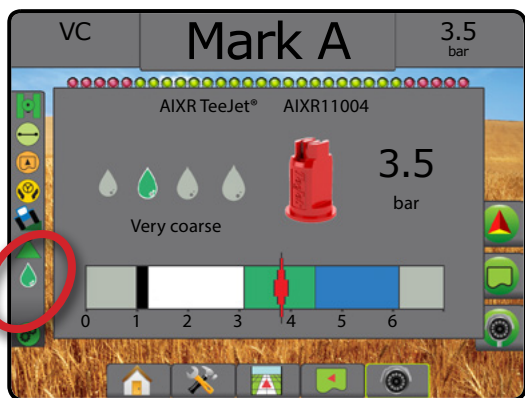 VC
Mark A
3.5
bar
AIXR TeeJet® AIXR11004
3.5
bar
Very coarse
0 1 2 3 4 5 6